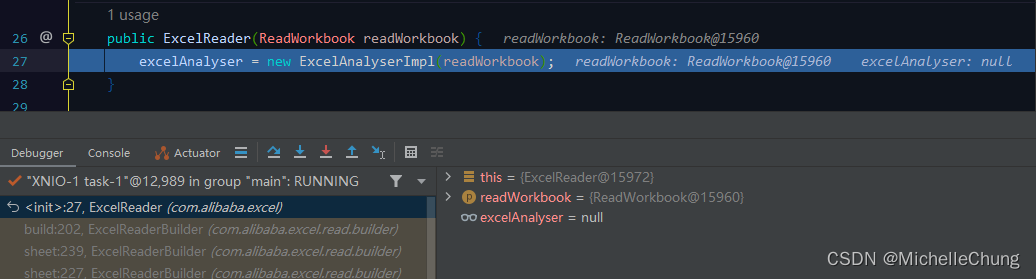 1 usage
26 @ public ExcelReader(ReadWorkbook readWorkbook) { readWorkbook: ReadWorkbook@15960
27 excelAnalyser = new ExcelAnalyserImpl(readWorkbook); readWorkbook: ReadWorkbook@15960 excelAnalyser: null
28 }
29
Debugger Console Actuator
"XNIO-1 task-1"@12,989 in group "main": RUNNING
<init>:27, ExcelReader (com.alibaba.excel)
build:202, ExcelReaderBuilder (com.alibaba.excel.read.builder)
sheet:239, ExcelReaderBuilder (com.alibaba.excel.read.builder)
sheet:227, ExcelReaderBuilder (com.alibaba.excel.read.builder)
this = {ExcelReader@15972}
readWorkbook = {ReadWorkbook@15960}
excelAnalyser = null
CSDN @MichelleChung